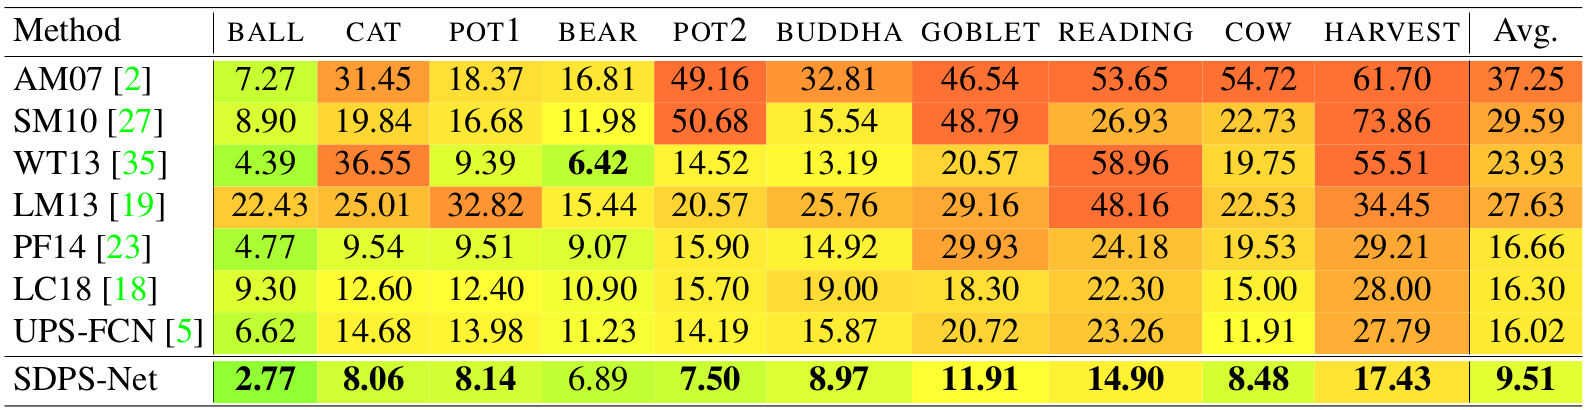 Method BALL CAT POT1 BEAR POT2 BUDDHA GOBLET READING COW HARVEST Avg.
AM07 [2] 7.27 31.45 18.37 16.81 49.16 32.81 46.54 53.65 54.72 61.70 37.25
SM10 [27] 8.90 19.84 16.68 11.98 50.68 15.54 48.79 26.93 22.73 73.86 29.59
WT13 [35] 4.39 36.55 9.39 6.42 14.52 13.19 20.57 58.96 19.75 55.51 23.93
LM13 [19] 22.43 25.01 32.82 15.44 20.57 25.76 29.16 48.16 22.53 34.45 27.63
PF14 [23] 4.77 9.54 9.51 9.07 15.90 14.92 29.93 24.18 19.53 29.21 16.66
LC18 [18] 9.30 12.60 12.40 10.90 15.70 19.00 18.30 22.30 15.00 28.00 16.30
UPS-FCN [5] 6.62 14.68 13.98 11.23 14.19 15.87 20.72 23.26 11.91 27.79 16.02
SDPS-Net 2.77 8.06 8.14 6.89 7.50 8.97 11.91 14.90 8.48 17.43 9.51